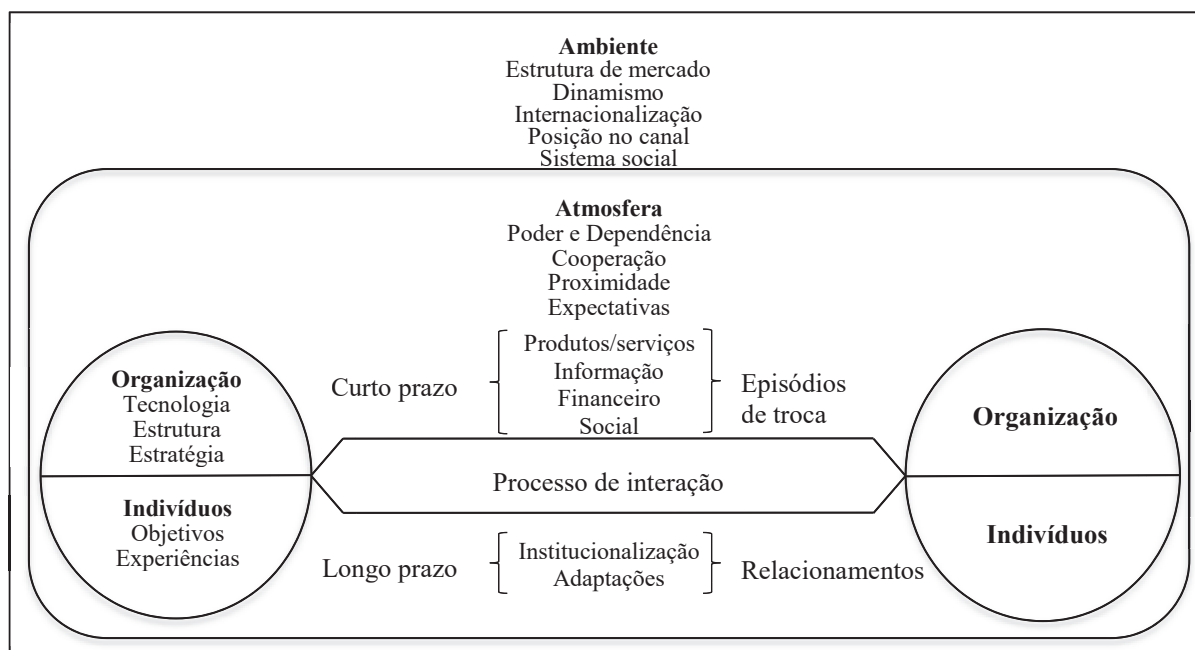 Ambiente
Estrutura de mercado
Dinamismo
Internacionalização
Posição no canal
Sistema social
Atmosfera
Poder e Dependência
Cooperação
Proximidade
Expectativas
Organização
Tecnologia
Estrutura
Estratégia
Indivíduos
Objetivos
Experiências
Curto prazo
Produtos/serviços
Informação
Financeiro
Social
Episódios
de troca
Processo de interação
Longo prazo
Institucionalização
Adaptações
Relacionamentos
Organização
Indivíduos